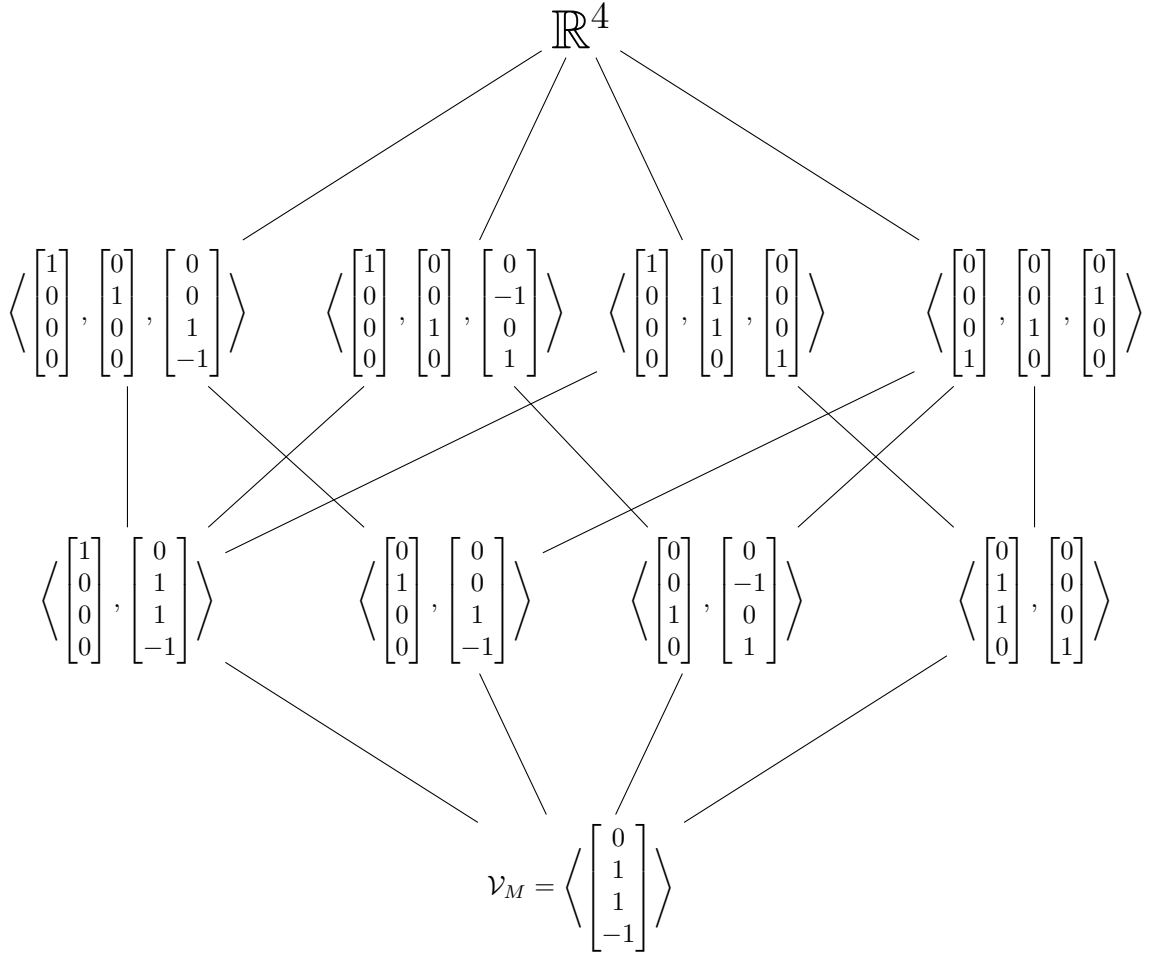 ℝ⁴
⟨[1 0 0 0], [0 1 0 0], [0 0 1 −1]⟩
⟨[1 0 0 0], [0 0 1 0], [0 −1 0 1]⟩
⟨[1 0 0 0], [0 1 1 0], [0 0 0 1]⟩
⟨[0 0 0 1], [0 0 1 0], [0 1 0 0]⟩
⟨[1 0 0 0], [0 1 1 −1]⟩
⟨[0 1 0 0], [0 0 1 −1]⟩
⟨[0 0 1 0], [0 −1 0 1]⟩
⟨[0 1 1 0], [0 0 0 1]⟩
𝒱_M = ⟨[0 1 1 −1]⟩